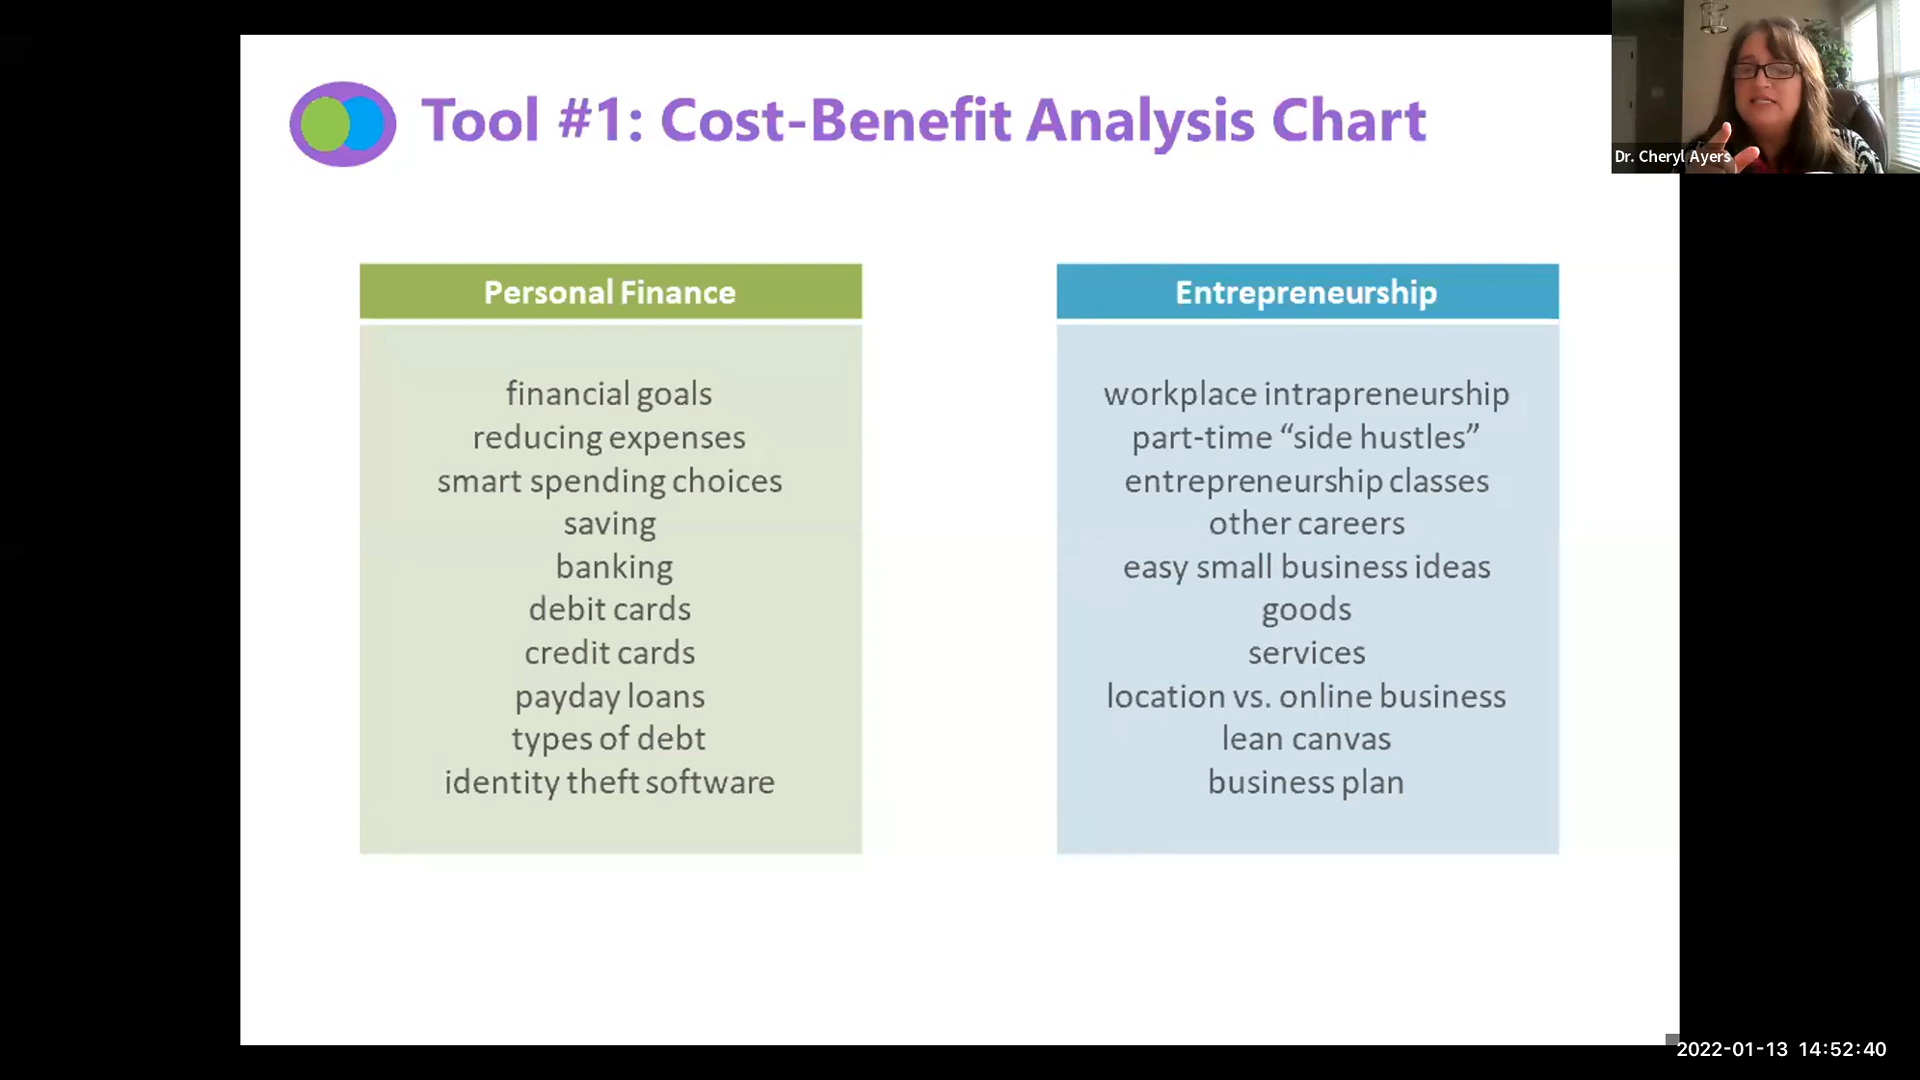 Tool #1: Cost-Benefit Analysis Chart
Dr. Cheryl Ayers
Personal Finance
financial goals
reducing expenses
smart spending choices
saving
banking
debit cards
credit cards
payday loans
types of debt
identity theft software
Entrepreneurship
workplace intrapreneurship
part-time “side hustles”
entrepreneurship classes
other careers
easy small business ideas
goods
services
location vs. online business
lean canvas
business plan
2022-01-13 14:52:40